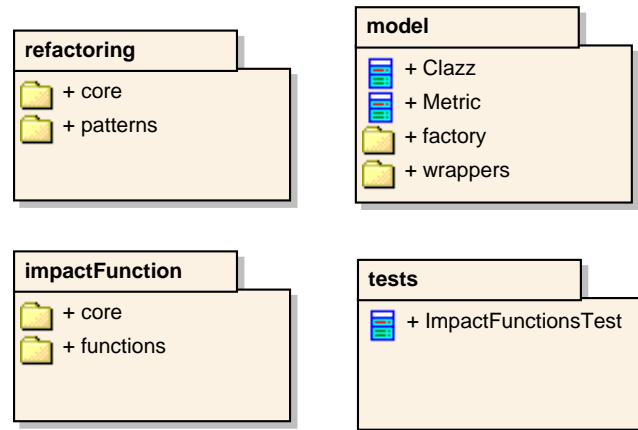 refactoring
+ core
+ patterns
model
+ Clazz
+ Metric
+ factory
+ wrappers
impactFunction
+ core
+ functions
tests
+ ImpactFunctionsTest